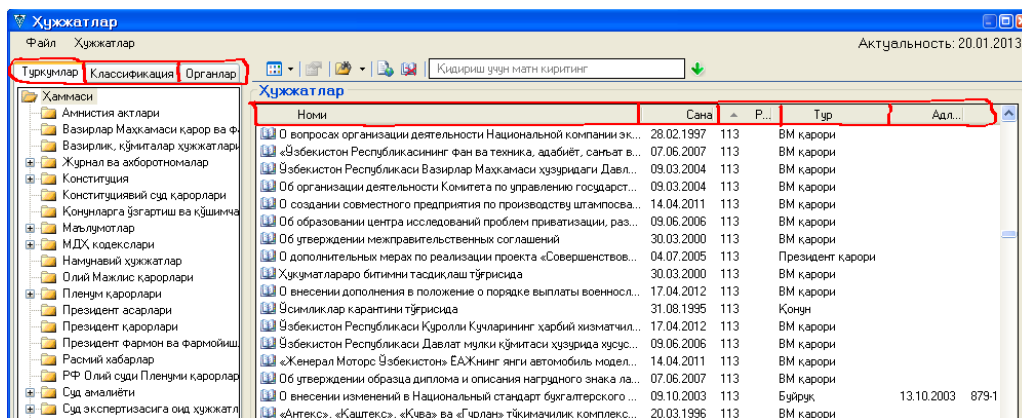 Ҳужжатлар
Файл Ҳужжатлар Актуальность: 20.01.2013
Туркумлар Классификация Органлар Қидириш учун матн киритинг
Ҳужжатлар
Номи Сана Р... Тур Адл...
Ҳаммаси
Амнистия актлари
Вазирлар Маҳкамаси қарор ва ф
Вазирлик, қўмиталар ҳужжатлари
Журнал ва ахборотномалар
Конституция
Конституциявий суд қарорлари
Қонунларга ўзгартиш ва қўшимча
Маълумотлар
МДҲ кодекслари
Намунавий ҳужжатлар
Олий Мажлис қарорлари
Пленум қарорлари
Президент асарлари
Президент қарорлари
Президент фармон ва фармойиш
Расмий хабарлар
РФ Олий суди Пленуми қарорлар
Суд амалиёти
Суд экспертизасига оид ҳужжатл
О вопросах организации деятельности Национальной компании эк... 28.02.1997 113 ВМ қарори
«Ўзбекистон Республикасининг фан ва техника, адабиёт, санъат в... 07.06.2007 113 ВМ қарори
Ўзбекистон Республикаси Вазирлар Маҳкамаси ҳузуридаги Давл... 09.03.2004 113 ВМ қарори
Об организации деятельности Комитета по управлению государст... 09.03.2004 113 ВМ қарори
О создании совместного предприятия по производству штампосва... 14.04.2011 113 ВМ қарори
Об образовании центра исследований проблем приватизации, раз... 09.06.2006 113 ВМ қарори
Об утверждении межправительственных соглашений 30.03.2000 113 ВМ қарори
О дополнительных мерах по реализации проекта «Совершенствов... 04.07.2005 113 Президент қарори
Ҳукуматлараро битимни тасдиқлаш тўғрисида 30.03.2000 113 ВМ қарори
О внесении дополнения в положение о порядке выплаты военносл... 17.04.2012 113 ВМ қарори
Ўсимликлар карантини тўғрисида 31.08.1995 113 Қонун
Ўзбекистон Республикаси Қуролли Кучларининг ҳарбий хизматчил... 17.04.2012 113 ВМ қарори
Ўзбекистон Республикаси Давлат мулки қўмитаси ҳузурида хусус... 09.06.2006 113 ВМ қарори
«Женерал Моторс Ўзбекистон» ЁАЖнинг янги автомобиль модел... 14.04.2011 113 ВМ қарори
Об утверждении образца диплома и описания нагрудного знака ла... 07.06.2007 113 ВМ қарори
О внесении изменений в Национальный стандарт бухгалтерского ... 09.10.2003 113 Буйруқ 13.10.2003 879-1
«Антекс», «Каштекс», «Қува» ва «Гурлан» тўқимачилик комплекс... 20.03.1996 113 ВМ қарори